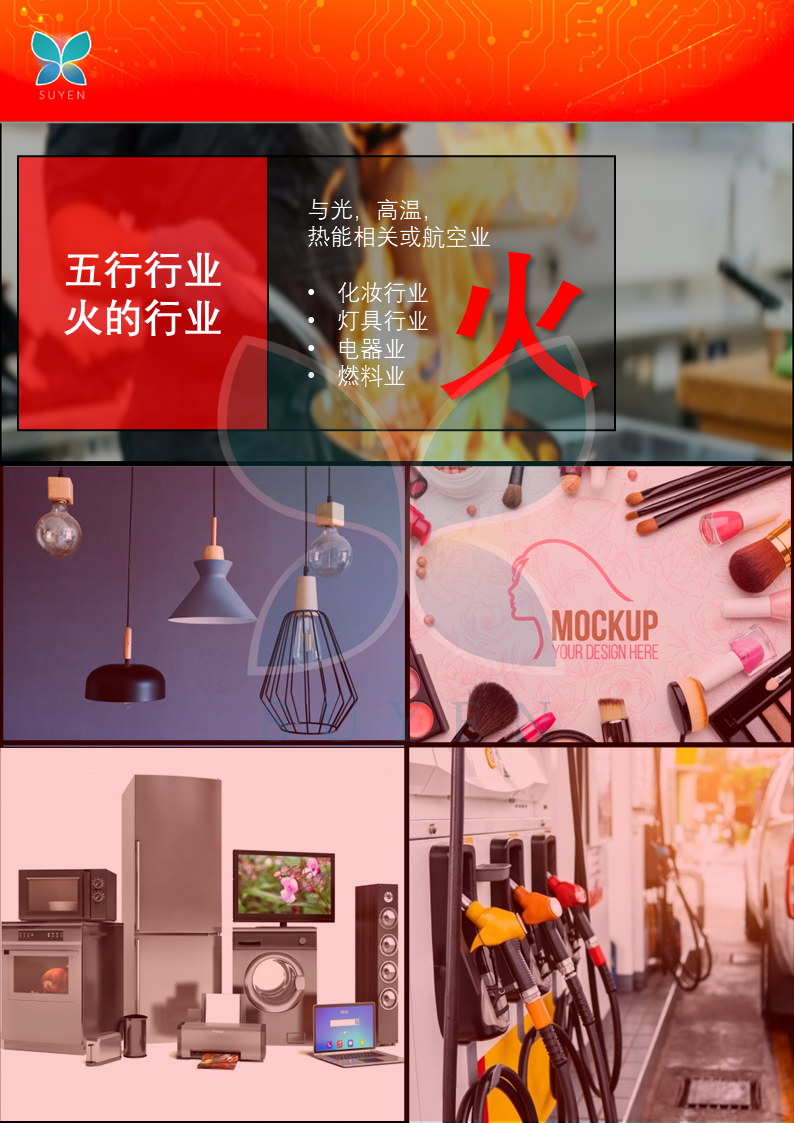 SUYEN
五行行业
火的行业
与光，高温，
热能相关或航空业
• 化妆行业
• 灯具行业
• 电器业
• 燃料业
火
MOCKUP
YOUR DESIGN HERE
SUYEN